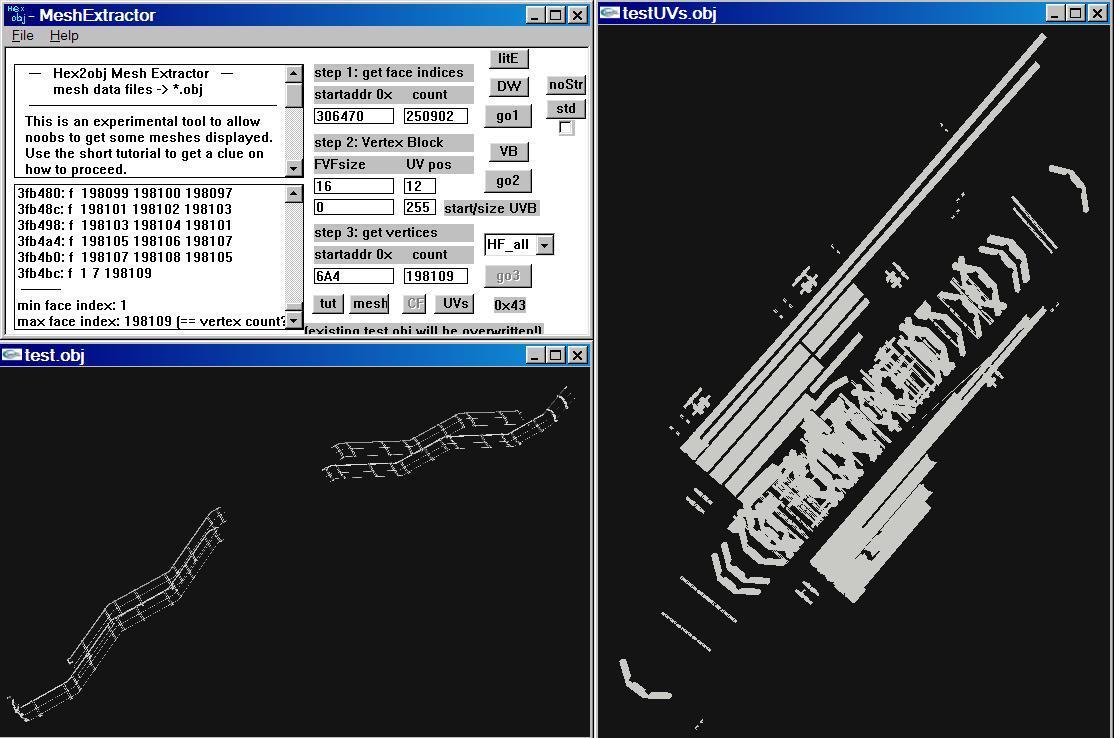 Hex
obj - MeshExtractor
File Help
— Hex2obj Mesh Extractor —
mesh data files -> *.obj
This is an experimental tool to allow
noobs to get some meshes displayed.
Use the short tutorial to get a clue on
how to proceed.
3fb480: f 198099 198100 198097
3fb48c: f 198101 198102 198103
3fb498: f 198103 198104 198101
3fb4a4: f 198105 198106 198107
3fb4b0: f 198107 198108 198105
3fb4bc: f 1 7 198109
min face index: 1
max face index: 198109 (== vertex count?
step 1: get face indices
startaddr 0x count
306470 250902
step 2: Vertex Block
FVFsize UV pos
16 12
0 255 start/size UVB
step 3: get vertices
startaddr 0x count
6A4 198109
tut mesh CF UVs 0x43
(existing test.obj will be overwritten!)
litE
DW noStr
go1 std
VB
go2
HF_all
go3
test.obj
testUVs.obj